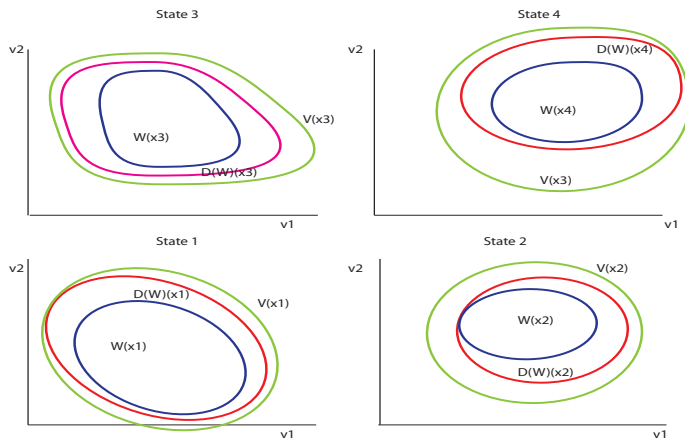 State 3
v2
V(x3)
W(x3)
D(W)(x3)
v1
State 4
v2
D(W)(x4)
W(x4)
V(x3)
v1
State 1
v2
D(W)(x1)
V(x1)
W(x1)
v1
State 2
v2
V(x2)
W(x2)
D(W)(x2)
v1